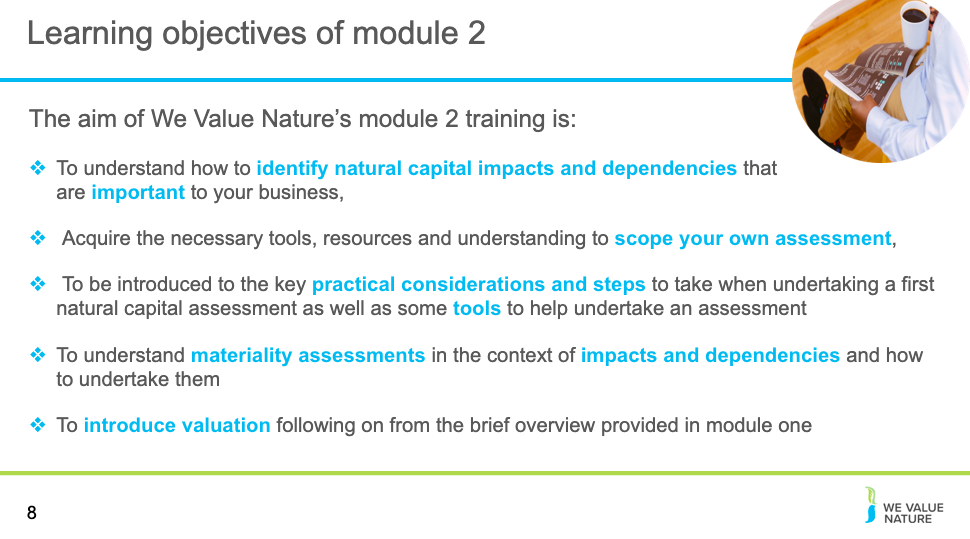 Learning objectives of module 2
The aim of We Value Nature’s module 2 training is:
❖ To understand how to identify natural capital impacts and dependencies that
are important to your business,
❖ Acquire the necessary tools, resources and understanding to scope your own assessment,
❖ To be introduced to the key practical considerations and steps to take when undertaking a first
natural capital assessment as well as some tools to help undertake an assessment
❖ To understand materiality assessments in the context of impacts and dependencies and how
to undertake them
❖ To introduce valuation following on from the brief overview provided in module one
8
WE VALUE
NATURE